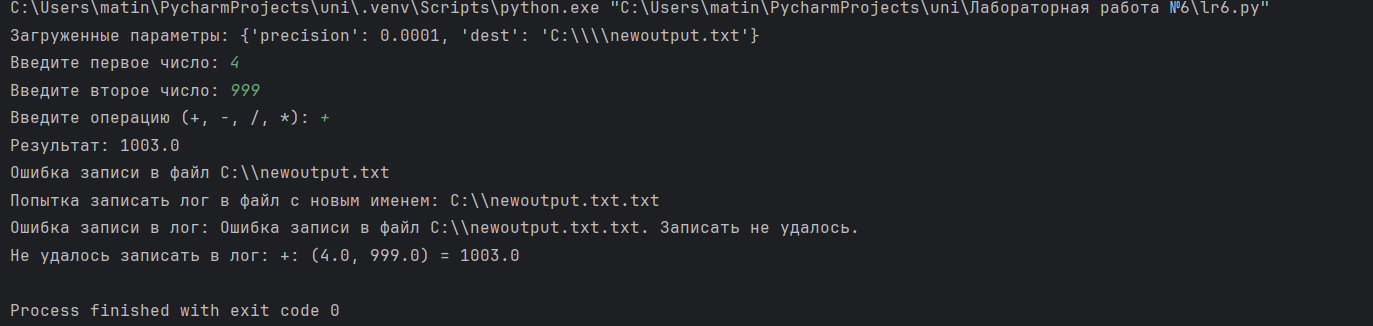 C:\Users\matin\PycharmProjects\uni\.venv\Scripts\python.exe "C:\Users\matin\PycharmProjects\uni\Лабораторная работа №6\lr6.py"
Загруженные параметры: {'precision': 0.0001, 'dest': 'C:\\\\newoutput.txt'}
Введите первое число: 4
Введите второе число: 999
Введите операцию (+, -, /, *): +
Результат: 1003.0
Ошибка записи в файл C:\\newoutput.txt
Попытка записать лог в файл с новым именем: C:\\newoutput.txt.txt
Ошибка записи в лог: Ошибка записи в файл C:\\newoutput.txt.txt. Записать не удалось.
Не удалось записать в лог: +: (4.0, 999.0) = 1003.0
Process finished with exit code 0